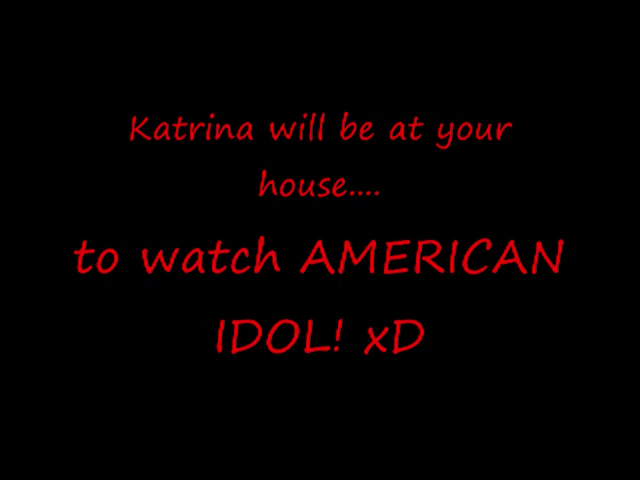 Katrina will be at your
house....
to watch AMERICAN
IDOL! xD